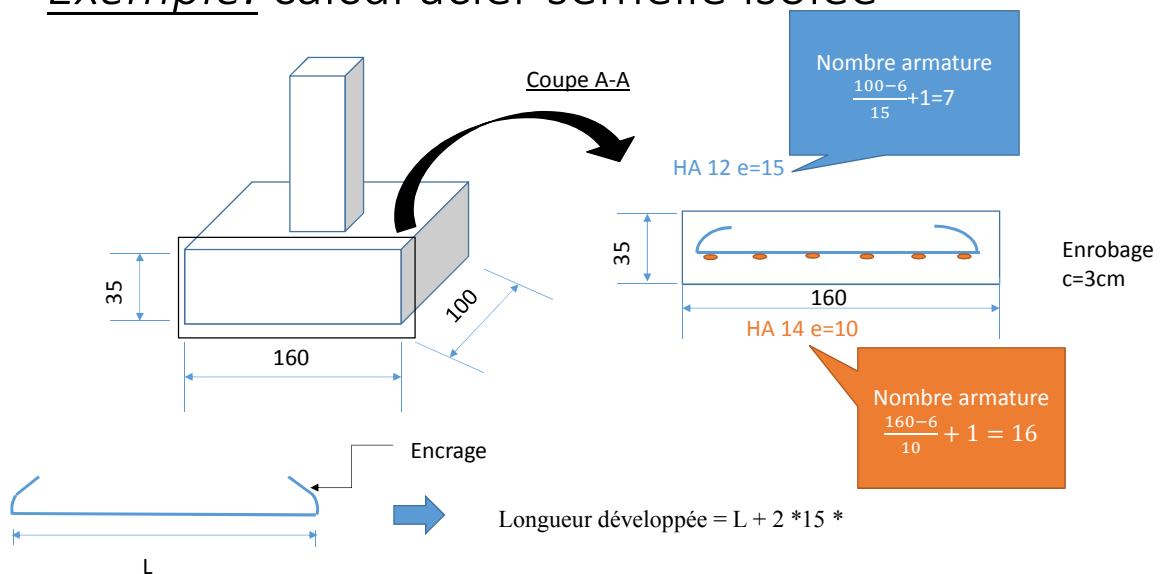 Exemple: calcul acier semelle isolée
Coupe A-A
Nombre armature
100−6
15
+1=7
HA 12 e=15
35
160
100
35
160
Enrobage
c=3cm
HA 14 e=10
Nombre armature
160−6
10
+ 1 = 16
Encrage
L
Longueur développée = L + 2 *15 *